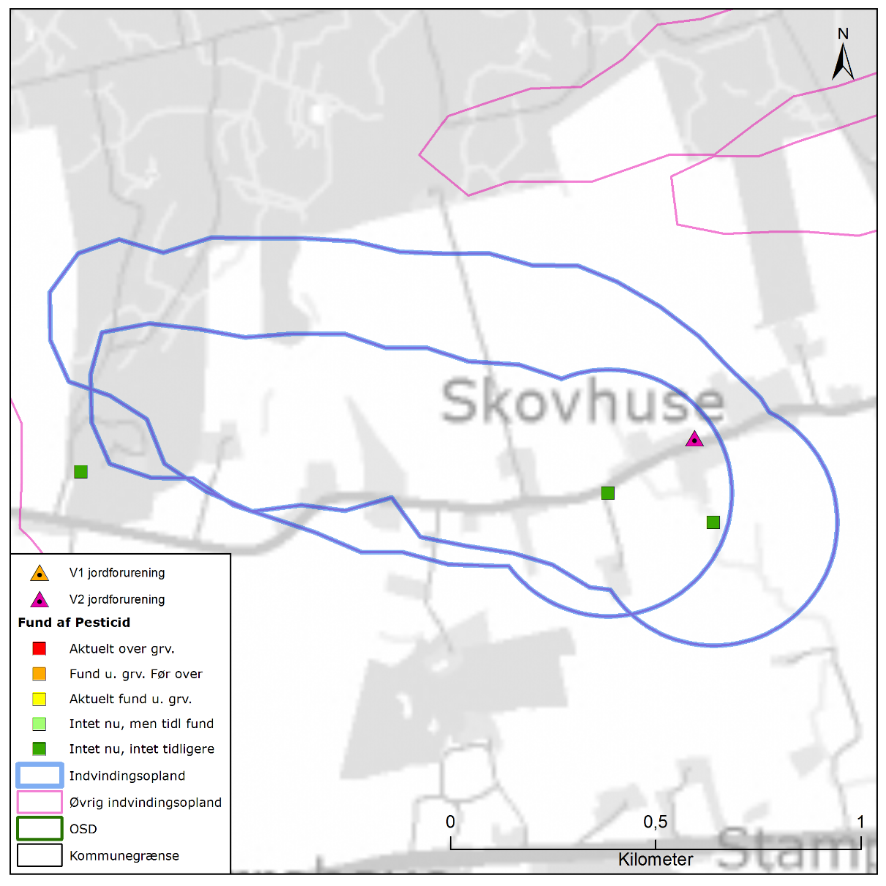 N
Skovhuse
V1 jordforurening
V2 jordforurening
Fund af Pesticid
Aktuelt over grv.
Fund u. grv. Før over
Aktuelt fund u. grv.
Intet nu, men tidl fund
Intet nu, intet tidligere
Indvindingsopland
Øvrig indvindingsopland
OSD
Kommunegrænse
0 0,5 1
Kilometer
Stamp